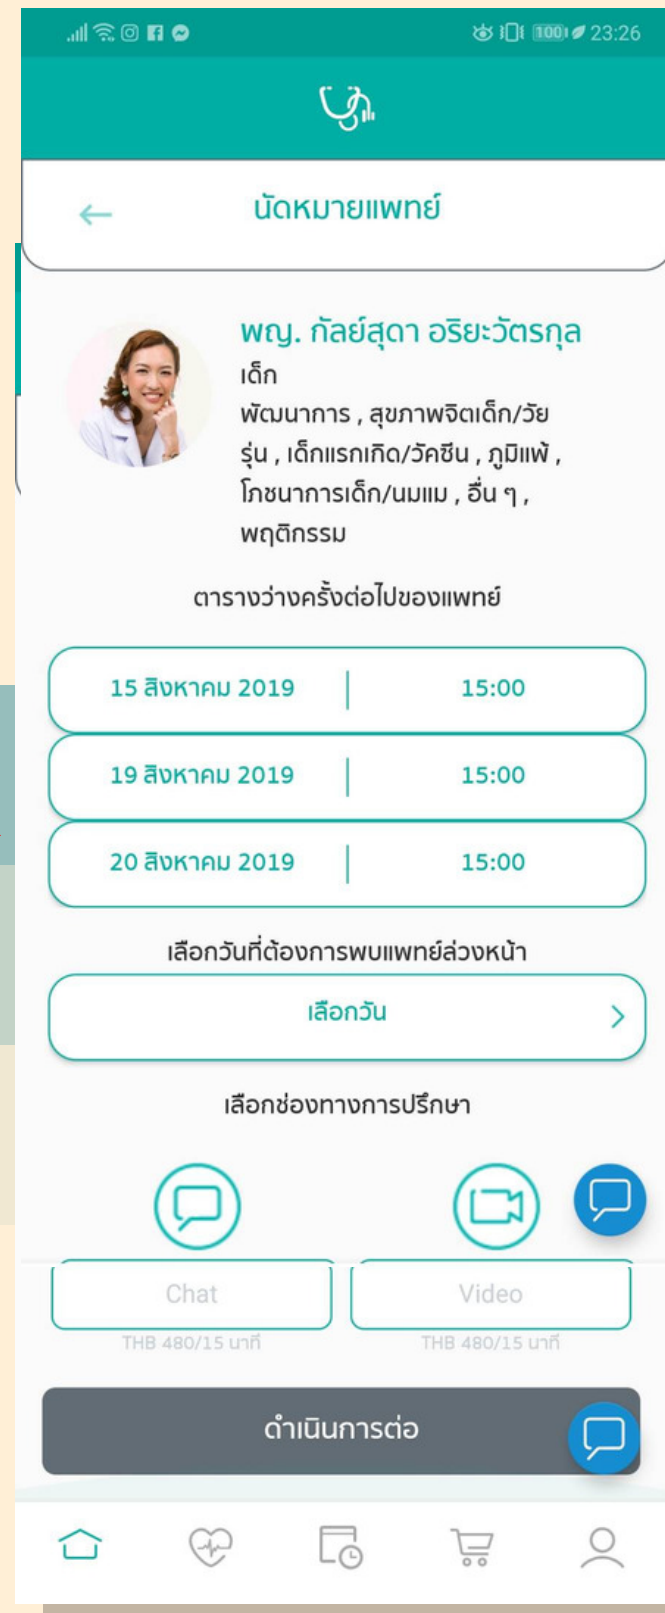 100 23:26
นัดหมายแพทย์
พญ. กัลย์สุดา อริยะวัตรกุล
เด็ก
พัฒนาการ , สุขภาพจิตเด็ก/วัย
รุ่น , เด็กแรกเกิด/วัคซีน , ภูมิแพ้ ,
โภชนาการเด็ก/นมแม , อื่น ๆ ,
พฤติกรรม
ตารางว่างครั้งต่อไปของแพทย์
15 สิงหาคม 2019 15:00
19 สิงหาคม 2019 15:00
20 สิงหาคม 2019 15:00
เลือกวันที่ต้องการพบแพทย์ล่วงหน้า
เลือกวัน
เลือกช่องทางการปรึกษา
Chat Video
THB 480/15 นาที THB 480/15 นาที
ดำเนินการต่อ